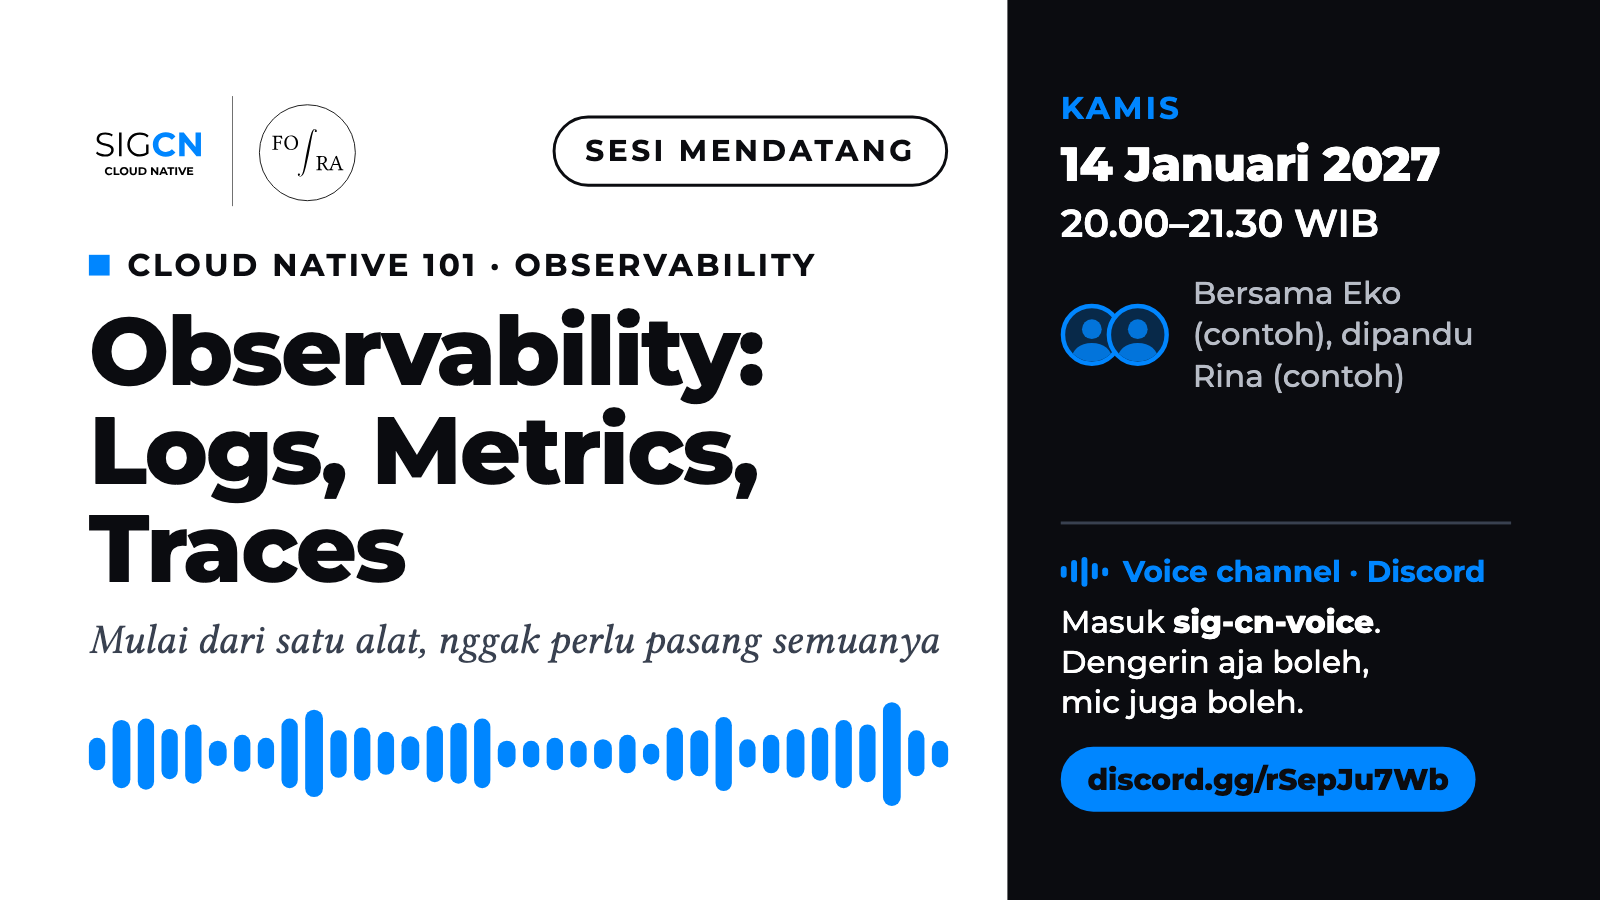 SIGCN
CLOUD NATIVE
FO RA
SESI MENDATANG
CLOUD NATIVE 101 · OBSERVABILITY
Observability:
Logs, Metrics,
Traces
Mulai dari satu alat, nggak perlu pasang semuanya
KAMIS
14 Januari 2027
20.00–21.30 WIB
Bersama Eko
(contoh), dipandu
Rina (contoh)
Voice channel · Discord
Masuk sig-cn-voice.
Dengerin aja boleh,
mic juga boleh.
discord.gg/rSepJu7Wb